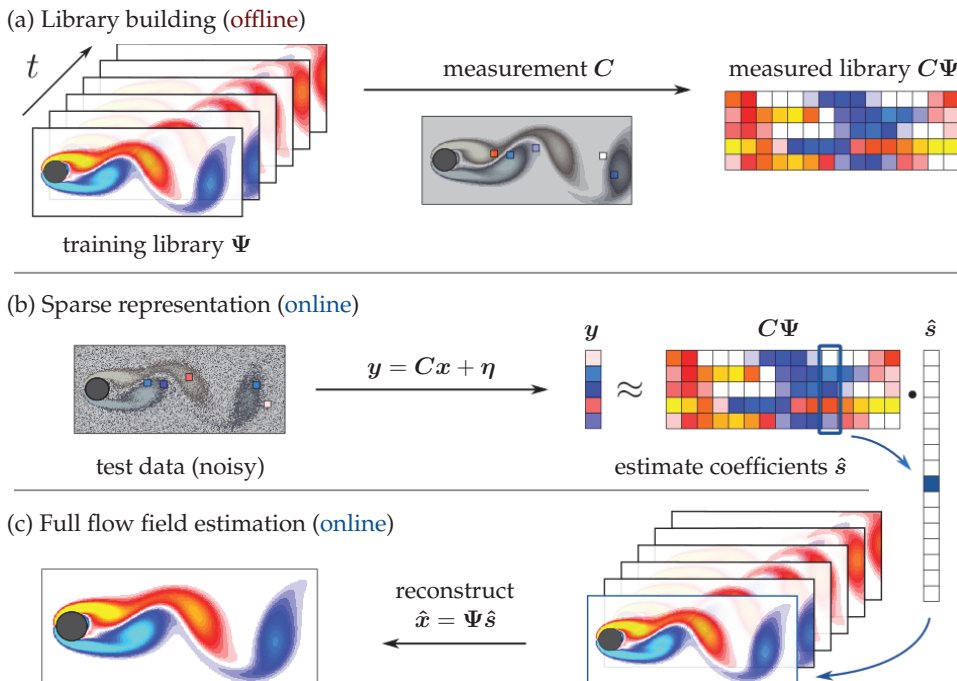 (a) Library building (offline)
t
measurement C
measured library CΨ
training library Ψ
(b) Sparse representation (online)
y = Cx + η
y
≈
CΨ
·
ŝ
test data (noisy)
estimate coefficients ŝ
(c) Full flow field estimation (online)
reconstruct
x̂ = Ψŝ